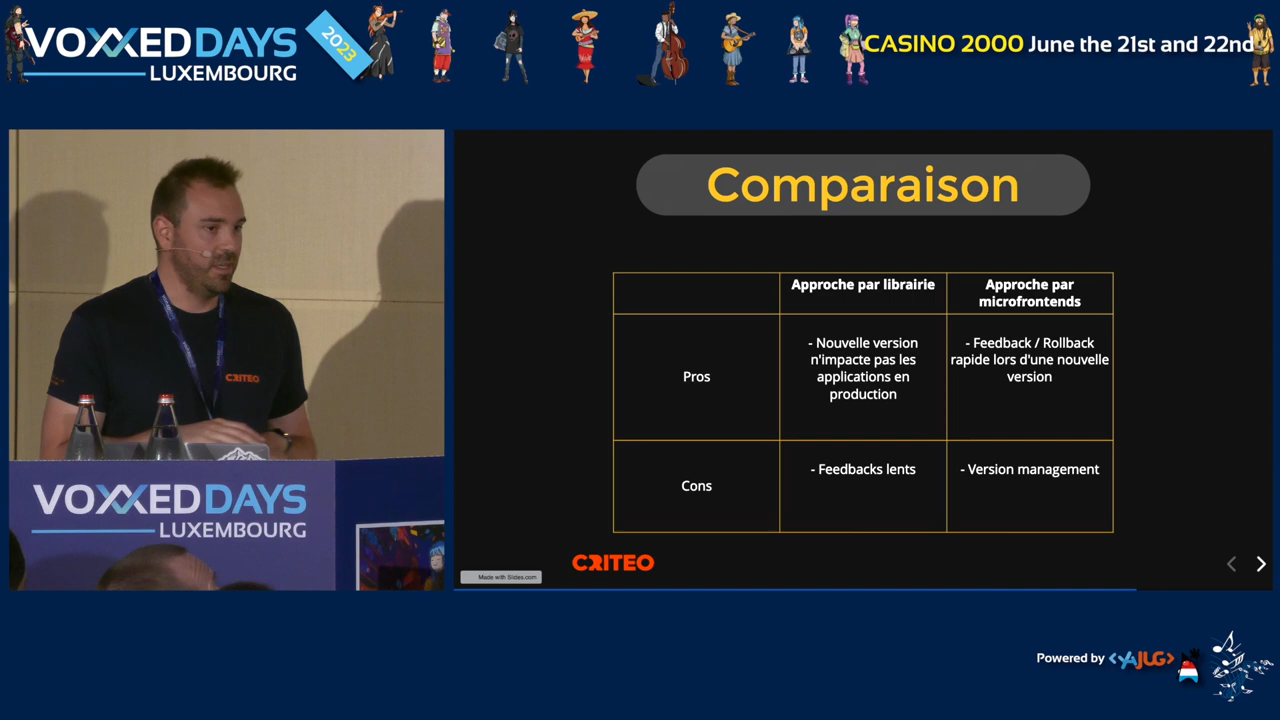 VOXXED DAYS
LUXEMBOURG
2023
CASINO 2000 June the 21st and 22nd
Comparaison
Approche par librairie
Approche par
microfrontends
Pros
- Nouvelle version
n'impacte pas les
applications en
production
- Feedback / Rollback
rapide lors d'une nouvelle
version
Cons
- Feedbacks lents
- Version management
CRITEO
Made with Slides.com
CRITEO
VOXXED DAYS
LUXEMBOURG
Powered by <YAJUG>